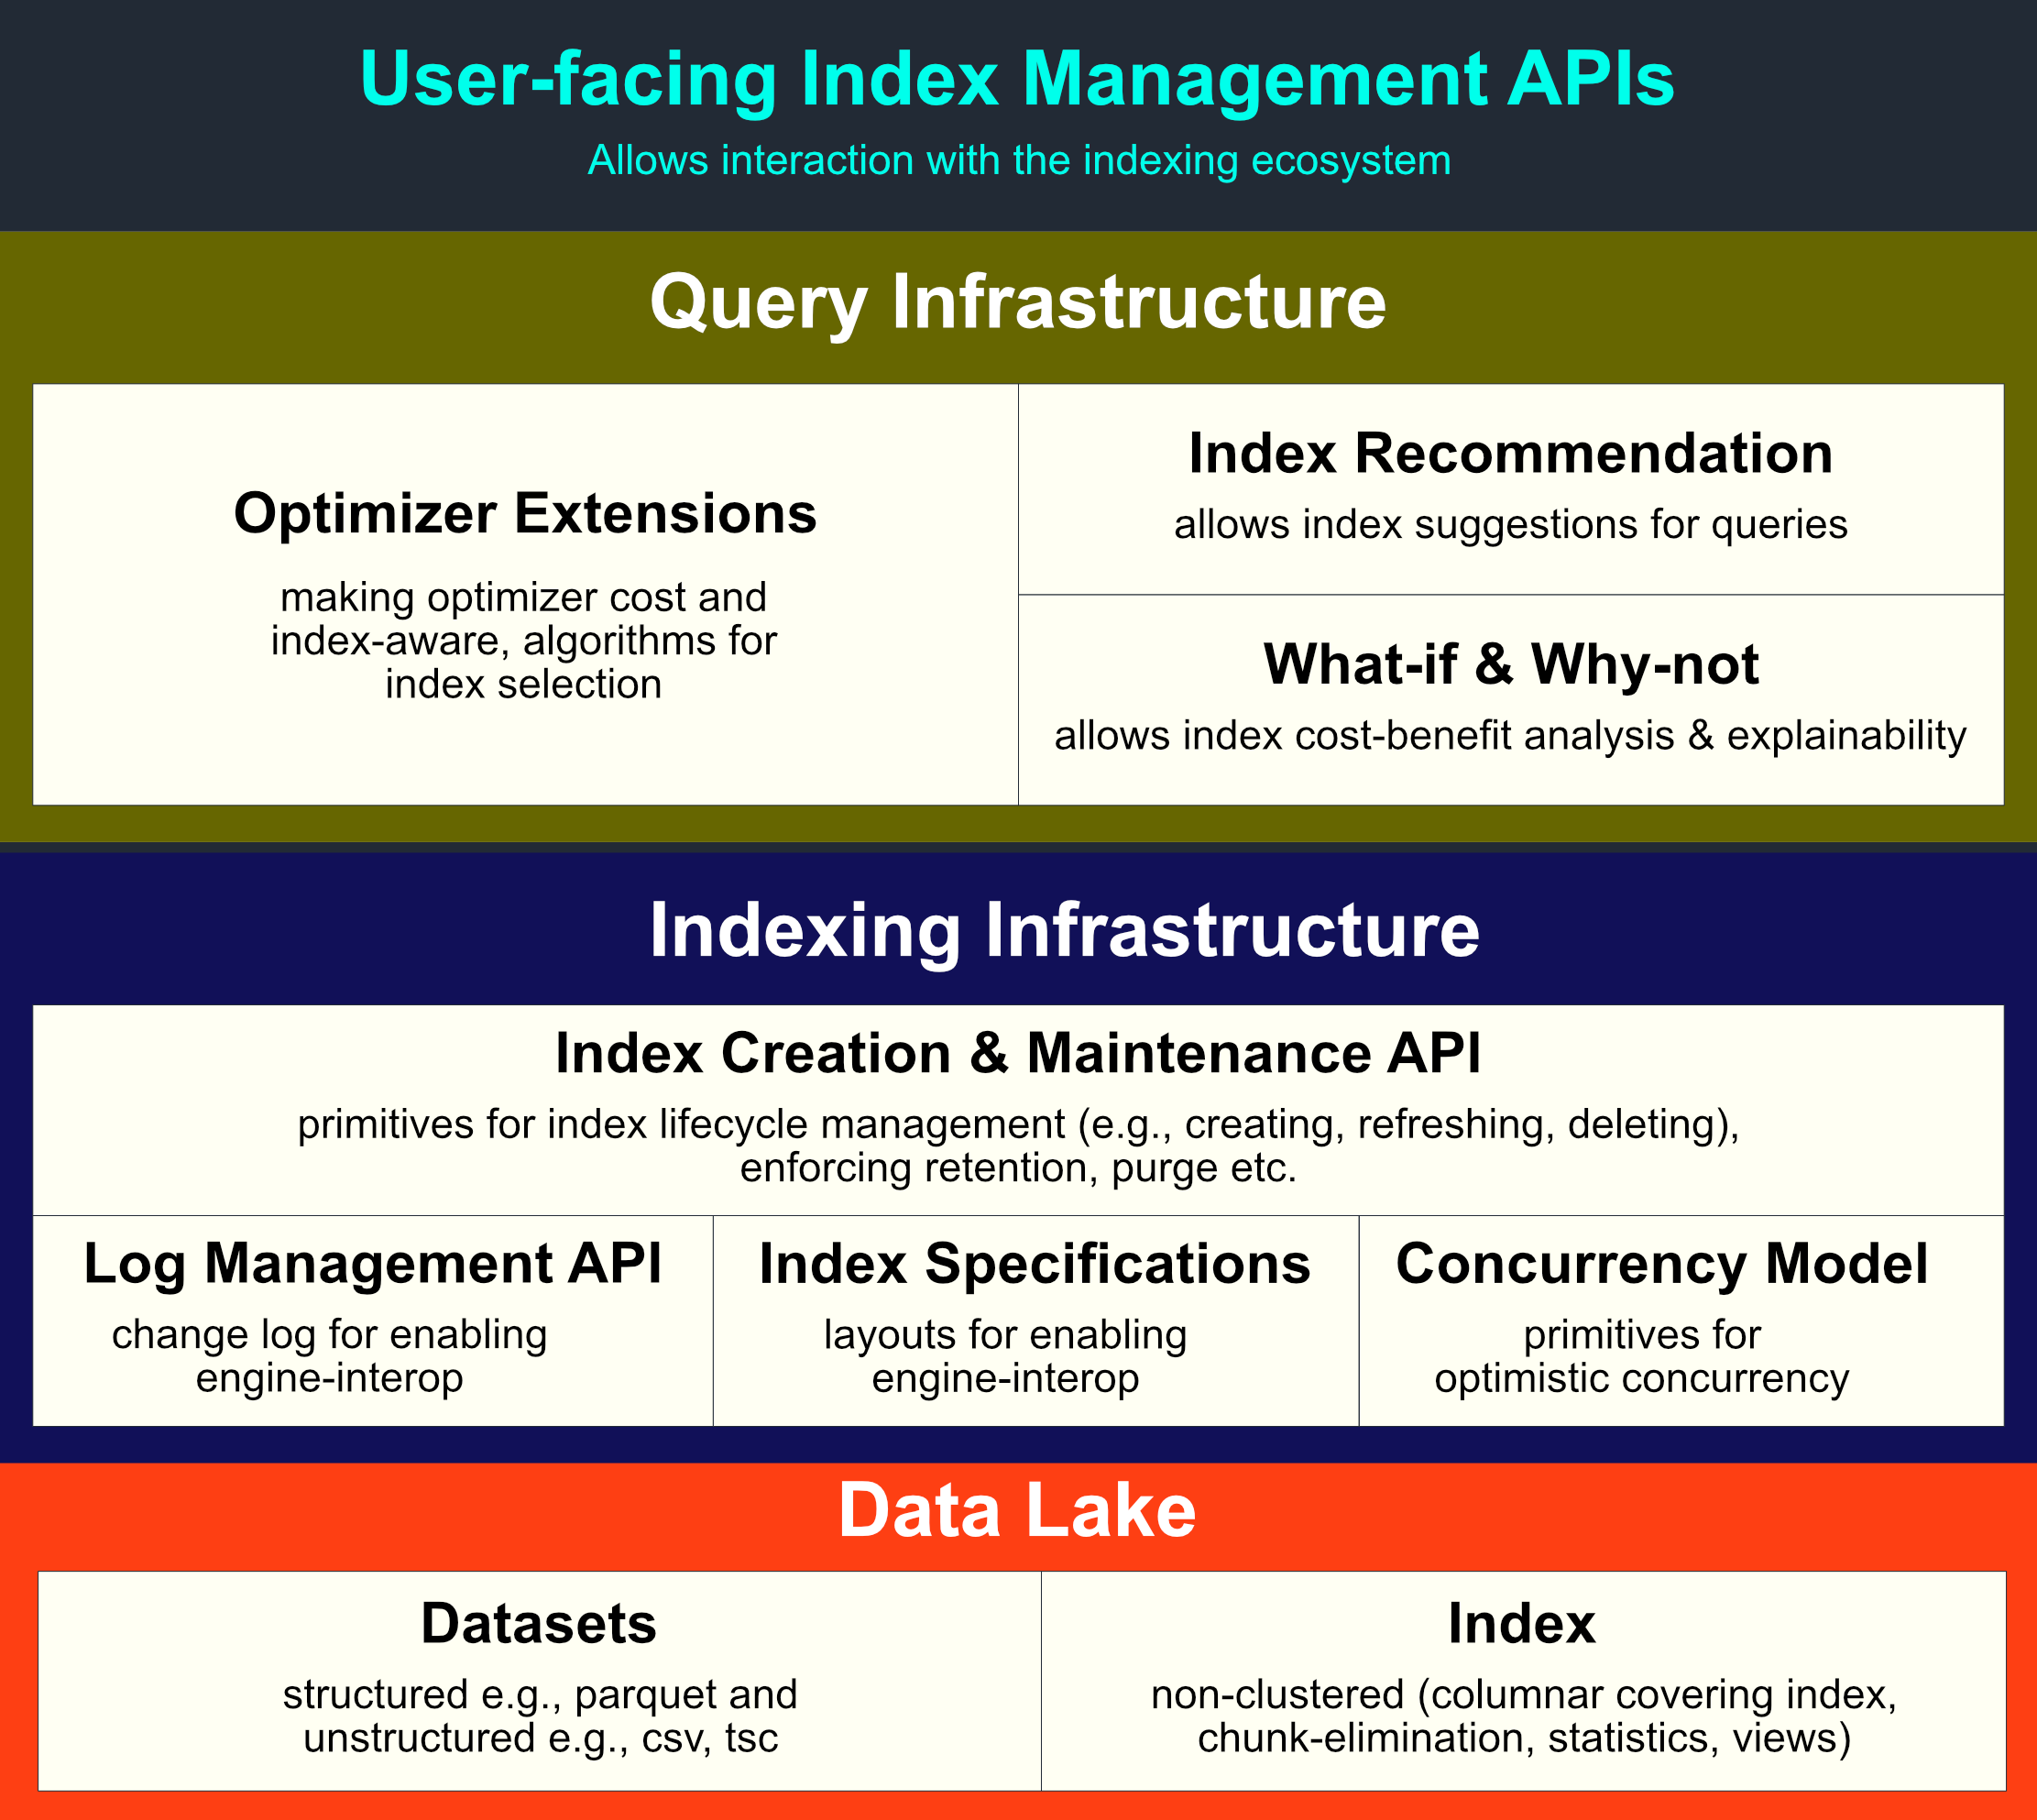 User-facing Index Management APIs
Allows interaction with the indexing ecosystem
Query Infrastructure
Optimizer Extensions
making optimizer cost and
index-aware, algorithms for
index selection
Index Recommendation
allows index suggestions for queries
What-if & Why-not
allows index cost-benefit analysis & explainability
Indexing Infrastructure
Index Creation & Maintenance API
primitives for index lifecycle management (e.g., creating, refreshing, deleting),
enforcing retention, purge etc.
Log Management API
change log for enabling
engine-interop
Index Specifications
layouts for enabling
engine-interop
Concurrency Model
primitives for
optimistic concurrency
Data Lake
Datasets
structured e.g., parquet and
unstructured e.g., csv, tsc
Index
non-clustered (columnar covering index,
chunk-elimination, statistics, views)